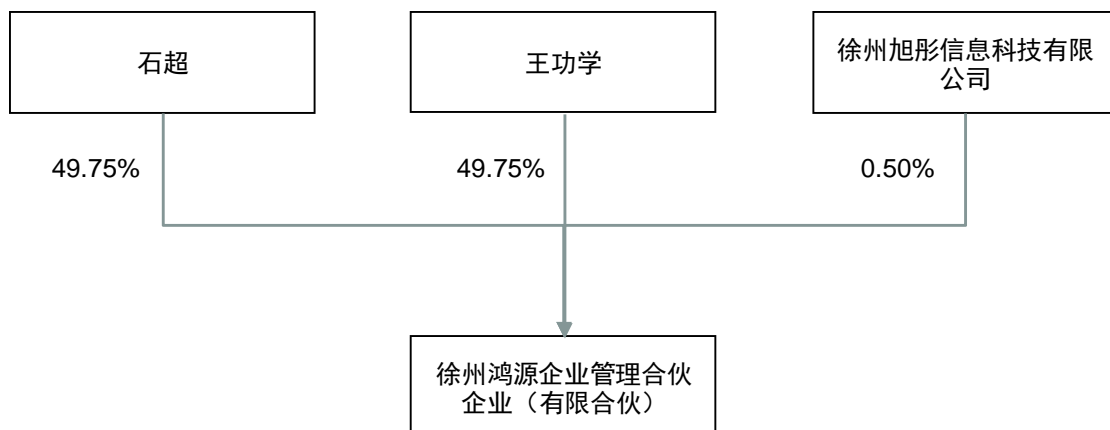 石超
王功学
徐州旭彤信息科技有限
公司
49.75%
49.75%
0.50%
徐州鸿源企业管理合伙
企业（有限合伙）